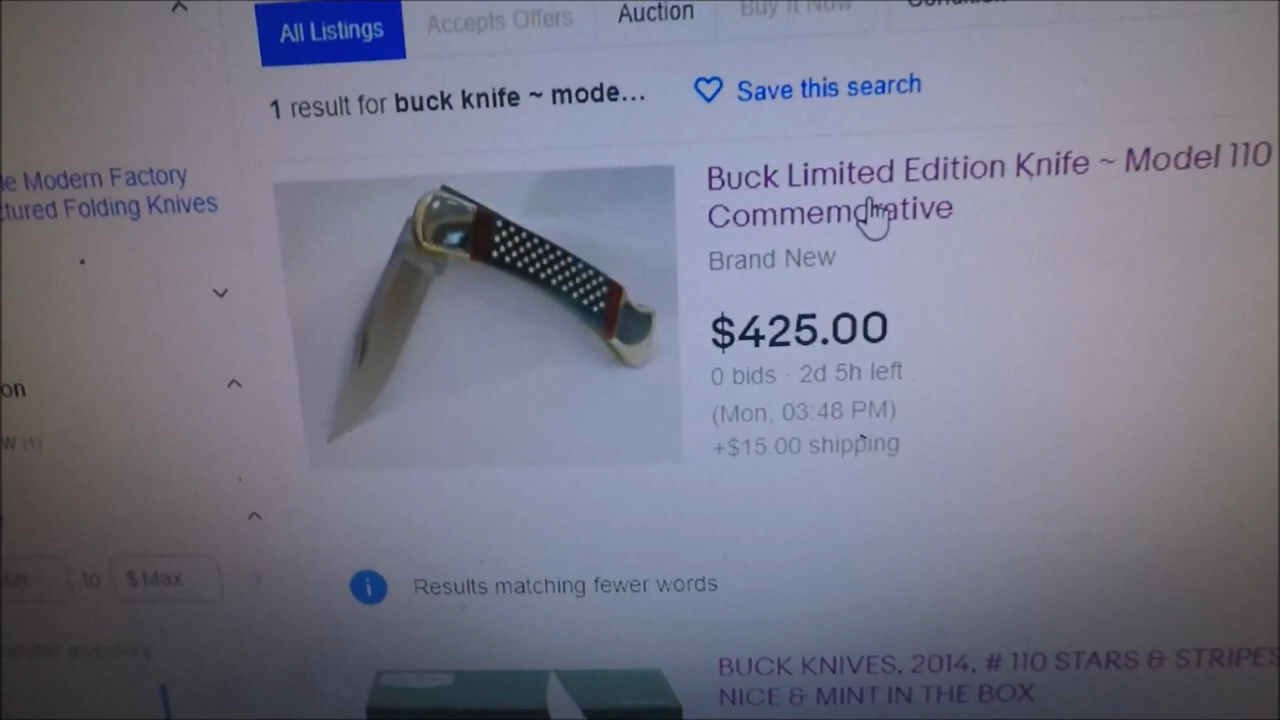 All Listings
Accepts Offers
Auction
Buy It Now
1 result for buck knife ~ mode...
Save this search
Modern Factory
Folding Knives
Buck Limited Edition Knife ~ Model 110
Commemorative
Brand New
$425.00
0 bids · 2d 5h left
(Mon, 03:48 PM)
+$15.00 shipping
(1)
to
$ Max
i
Results matching fewer words
BUCK KNIVES, 2014, # 110 STARS & STRIPES
NICE & MINT IN THE BOX